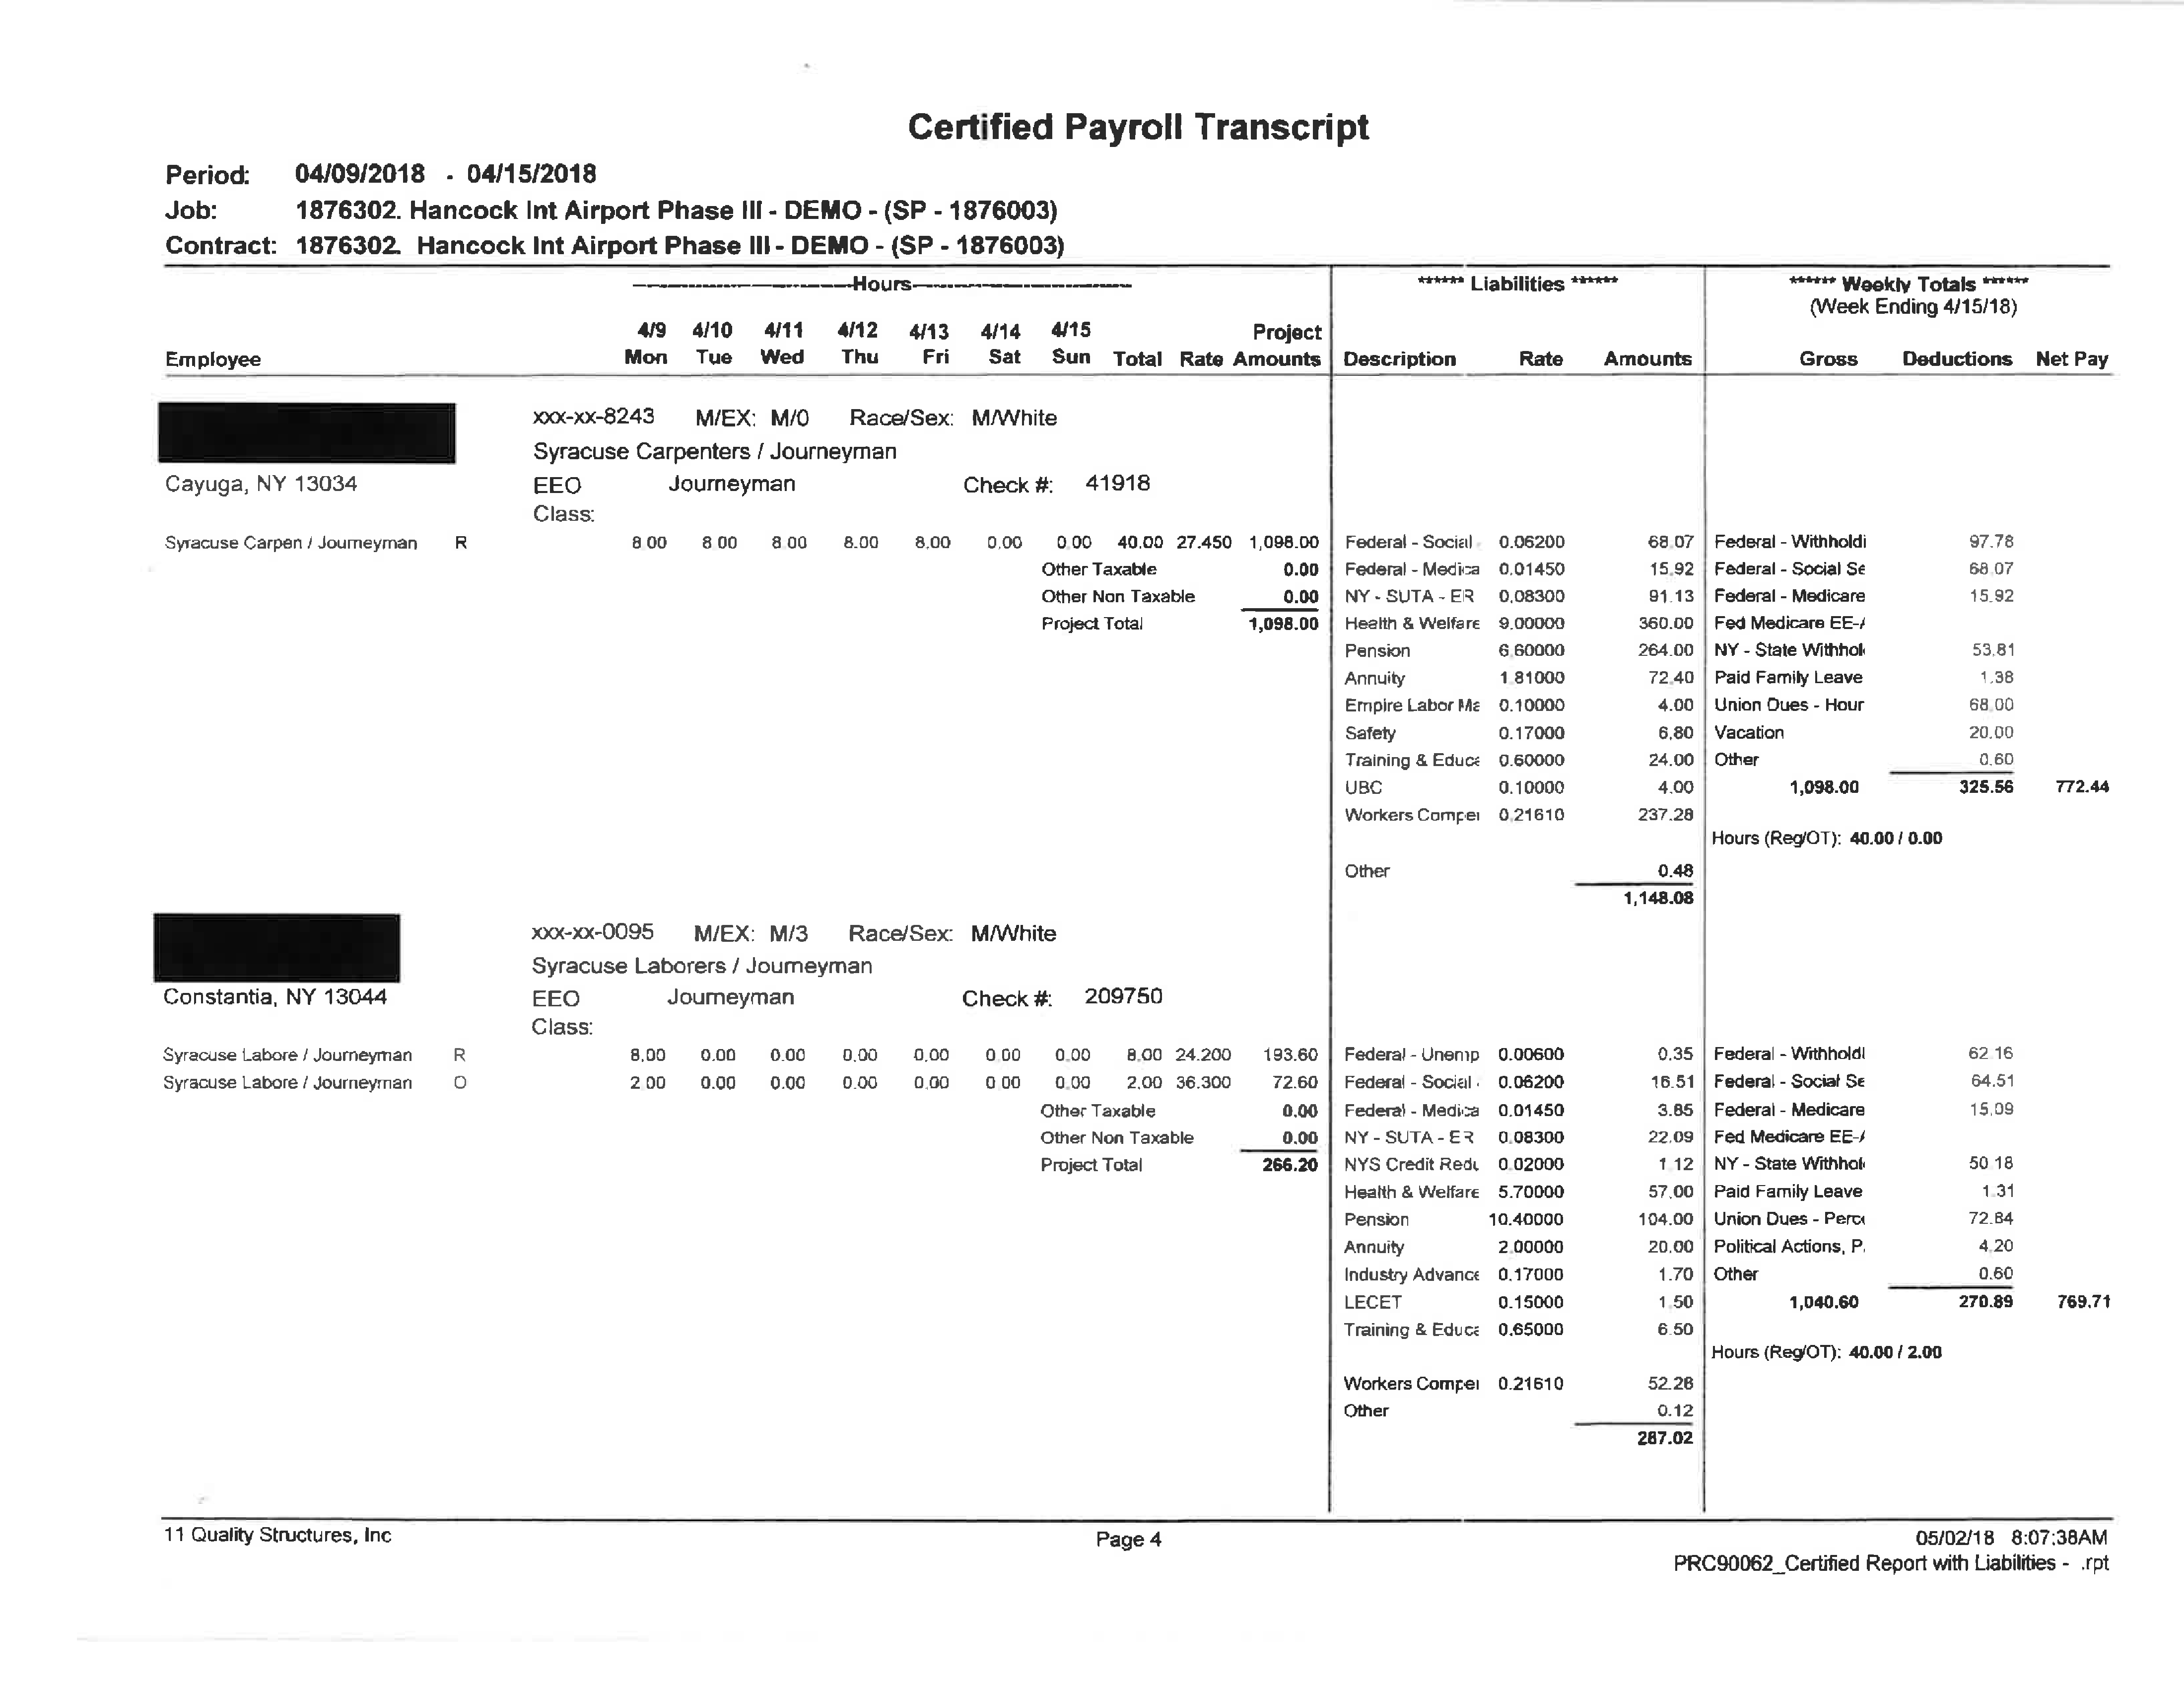 Certified Payroll Transcript
Period: 04/09/2018 - 04/15/2018
Job: 1876302. Hancock Int Airport Phase III - DEMO - (SP - 1876003)
Contract: 1876302. Hancock Int Airport Phase III - DEMO - (SP - 1876003)
Hours ****** Liabilities ****** ****** Weekly Totals ******
(Week Ending 4/15/18)
4/9 4/10 4/11 4/12 4/13 4/14 4/15 Project
Employee Mon Tue Wed Thu Fri Sat Sun Total Rate Amounts Description Rate Amounts Gross Deductions Net Pay
xxx-xx-8243 M/EX: M/0 Race/Sex: M/White
Syracuse Carpenters / Journeyman
Cayuga, NY 13034 EEO Journeyman Check #: 41918
Class:
Syracuse Carpen / Journeyman R 8.00 8.00 8.00 8.00 8.00 0.00 0.00 40.00 27.450 1,098.00 Federal - Social 0.06200 68.07 Federal - Withholdi 97.78
Other Taxable 0.00 Federal - Medica 0.01450 15.92 Federal - Social Se 68.07
Other Non Taxable 0.00 NY - SUTA - ER 0.08300 91.13 Federal - Medicare 15.92
Project Total 1,098.00 Health & Welfare 9.00000 360.00 Fed Medicare EE-A
Pension 6.60000 264.00 NY - State Withhol 53.81
Annuity 1.81000 72.40 Paid Family Leave 1.38
Empire Labor Ma 0.10000 4.00 Union Dues - Hour 68.00
Safety 0.17000 6.80 Vacation 20.00
Training & Educa 0.60000 24.00 Other 0.60
UBC 0.10000 4.00 1,098.00 325.56 772.44
Workers Compe 0.21610 237.28
Hours (Reg/OT): 40.00 / 0.00
Other 0.48
1,148.08
xxx-xx-0095 M/EX: M/3 Race/Sex: M/White
Syracuse Laborers / Journeyman
Constantia, NY 13044 EEO Journeyman Check #: 209750
Class:
Syracuse Labore / Journeyman R 8.00 0.00 0.00 0.00 0.00 0.00 0.00 8.00 24.200 193.60 Federal - Unemp 0.00600 0.35 Federal - Withholdi 62.16
Syracuse Labore / Journeyman O 2.00 0.00 0.00 0.00 0.00 0.00 0.00 2.00 36.300 72.60 Federal - Social 0.06200 16.51 Federal - Social Se 64.51
Other Taxable 0.00 Federal - Medica 0.01450 3.85 Federal - Medicare 15.09
Other Non Taxable 0.00 NY - SUTA - ER 0.08300 22.09 Fed Medicare EE-A
Project Total 266.20 NYS Credit Redu 0.02000 1.12 NY - State Withhol 50.18
Health & Welfare 5.70000 57.00 Paid Family Leave 1.31
Pension 10.40000 104.00 Union Dues - Perce 72.84
Annuity 2.00000 20.00 Political Actions, P 4.20
Industry Advance 0.17000 1.70 Other 0.60
LECET 0.15000 1.50 1,040.60 270.89 769.71
Training & Educa 0.65000 6.50
Hours (Reg/OT): 40.00 / 2.00
Workers Compe 0.21610 52.28
Other 0.12
287.02
11 Quality Structures, Inc Page 4 05/02/18 8:07:38AM
PRC90062_Certified Report with Liabilities - .rpt